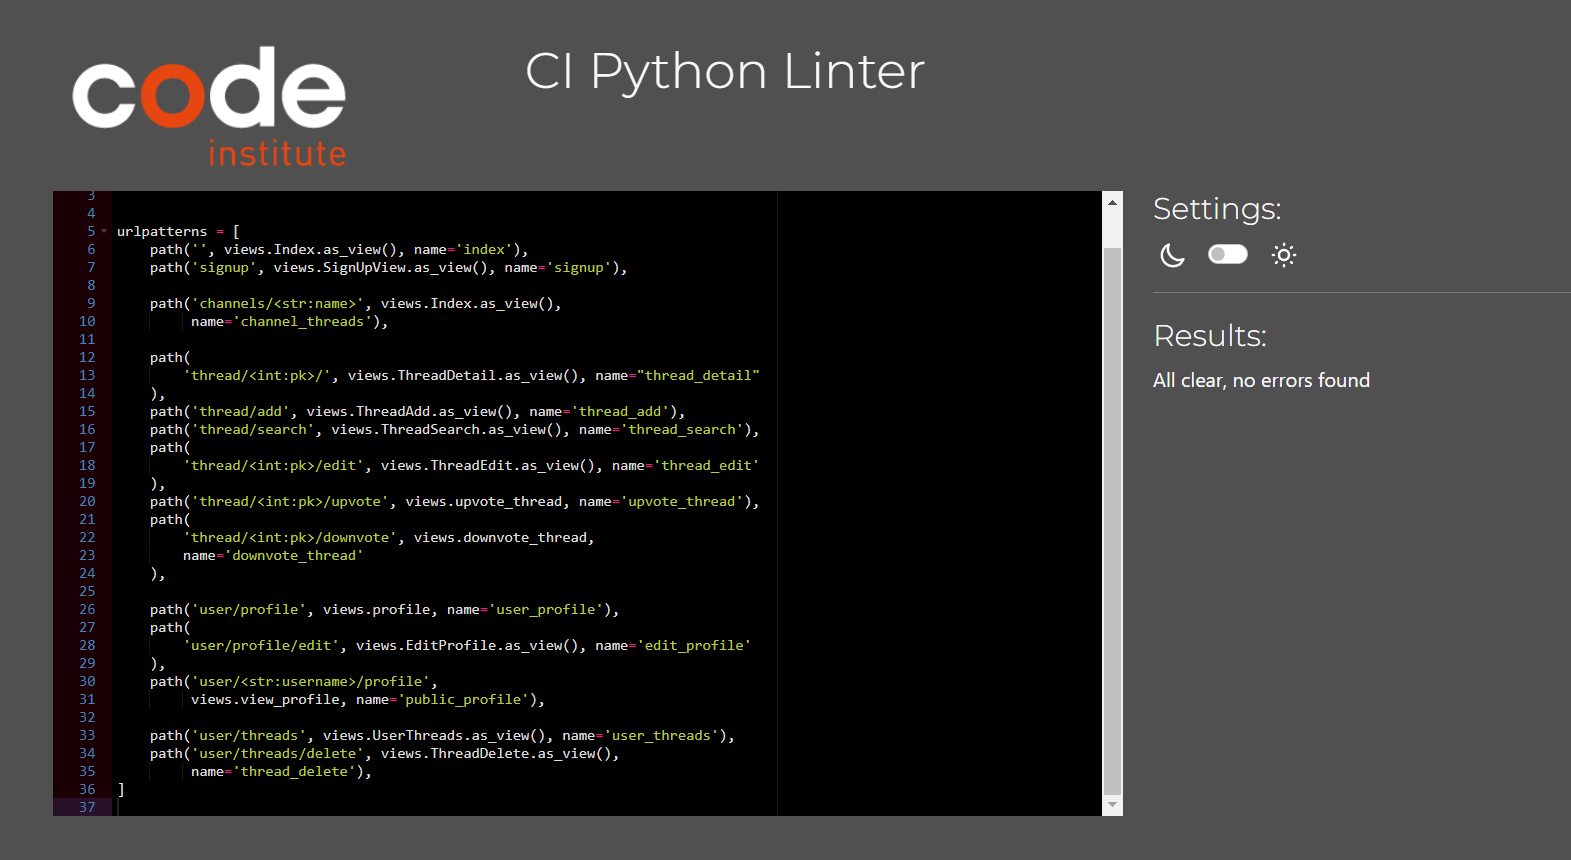 code
institute
CI Python Linter
3
4
5 urlpatterns = [
6     path('', views.Index.as_view(), name='index'),
7     path('signup', views.SignUpView.as_view(), name='signup'),
8
9     path('channels/<str:name>', views.Index.as_view(),
10          name='channel_threads'),
11
12     path(
13         'thread/<int:pk>/', views.ThreadDetail.as_view(), name="thread_detail"
14     ),
15     path('thread/add', views.ThreadAdd.as_view(), name='thread_add'),
16     path('thread/search', views.ThreadSearch.as_view(), name='thread_search'),
17     path(
18         'thread/<int:pk>/edit', views.ThreadEdit.as_view(), name='thread_edit'
19     ),
20     path('thread/<int:pk>/upvote', views.upvote_thread, name='upvote_thread'),
21     path(
22         'thread/<int:pk>/downvote', views.downvote_thread,
23         name='downvote_thread'
24     ),
25
26     path('user/profile', views.profile, name='user_profile'),
27     path(
28         'user/profile/edit', views.EditProfile.as_view(), name='edit_profile'
29     ),
30     path('user/<str:username>/profile',
31          views.view_profile, name='public_profile'),
32
33     path('user/threads', views.UserThreads.as_view(), name='user_threads'),
34     path('user/threads/delete', views.ThreadDelete.as_view(),
35          name='thread_delete'),
36 ]
37
Settings:
Results:
All clear, no errors found